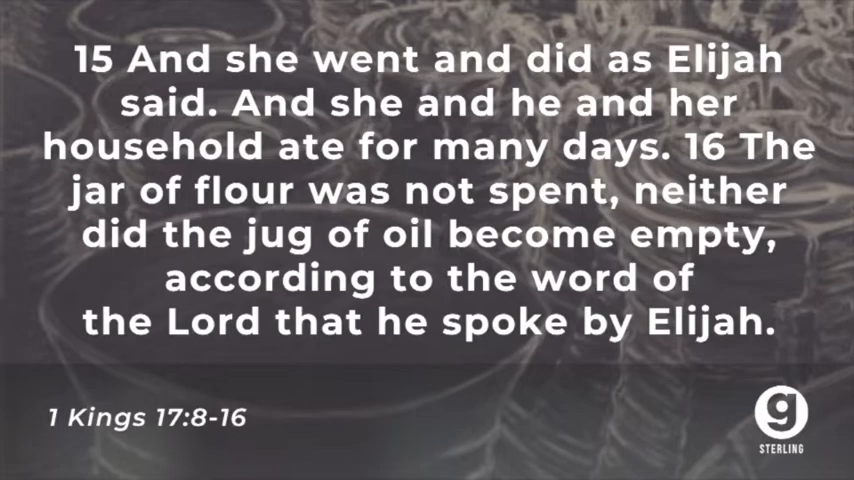 15 And she went and did as Elijah
said. And she and he and her
household ate for many days. 16 The
jar of flour was not spent, neither
did the jug of oil become empty,
according to the word of
the Lord that he spoke by Elijah.
1 Kings 17:8-16
g
STERLING